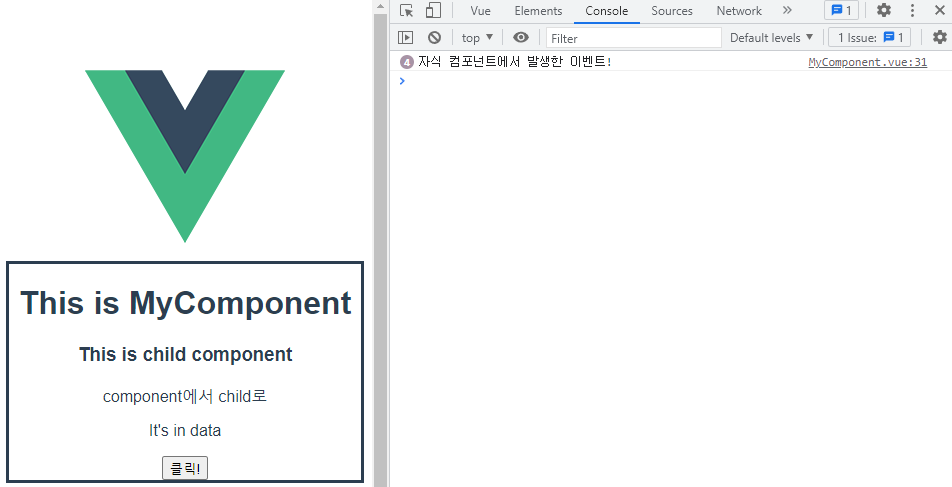 Vue Elements Console Sources Network 1
top Filter Default levels 1 Issue: 1
4 자식 컴포넌트에서 발생한 이벤트! MyComponent.vue:31
This is MyComponent
This is child component
component에서 child로
It's in data
클릭!